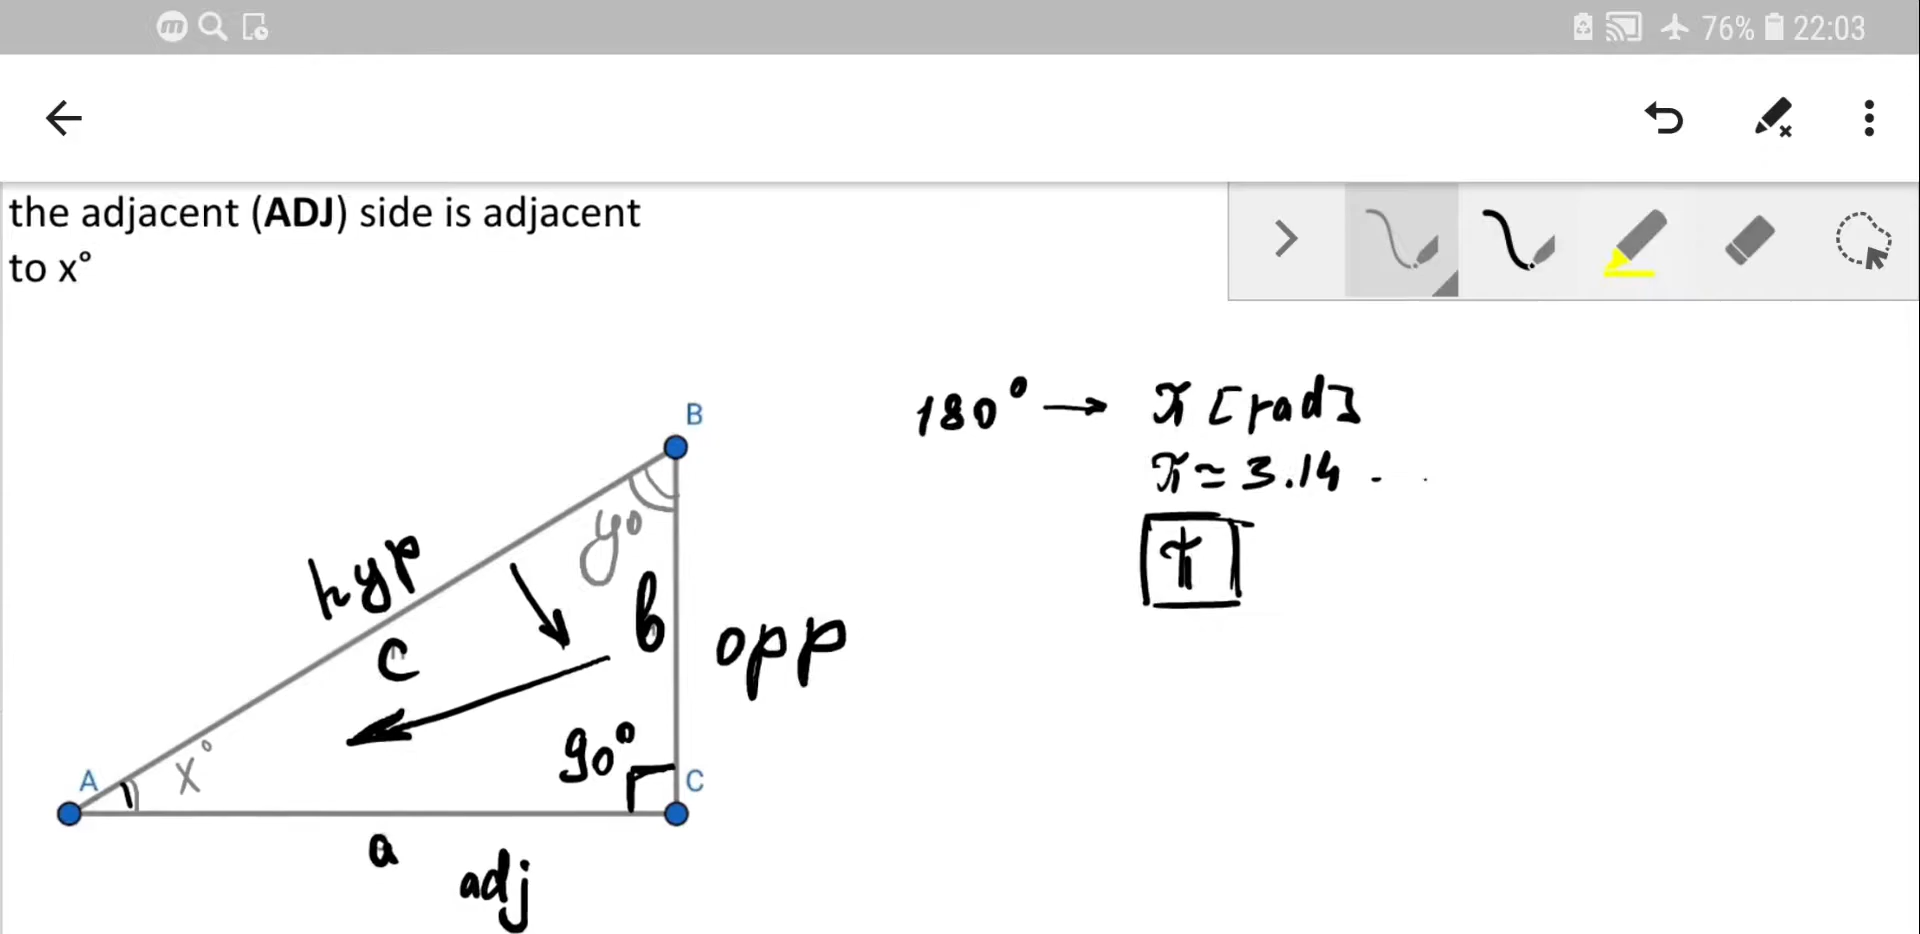 76% 22:03
the adjacent (ADJ) side is adjacent
to x°
180° → π [rad]
π ≈ 3.14 . .
π
B
y°
hyp
c
b
opp
90°
A
x°
C
a
adj